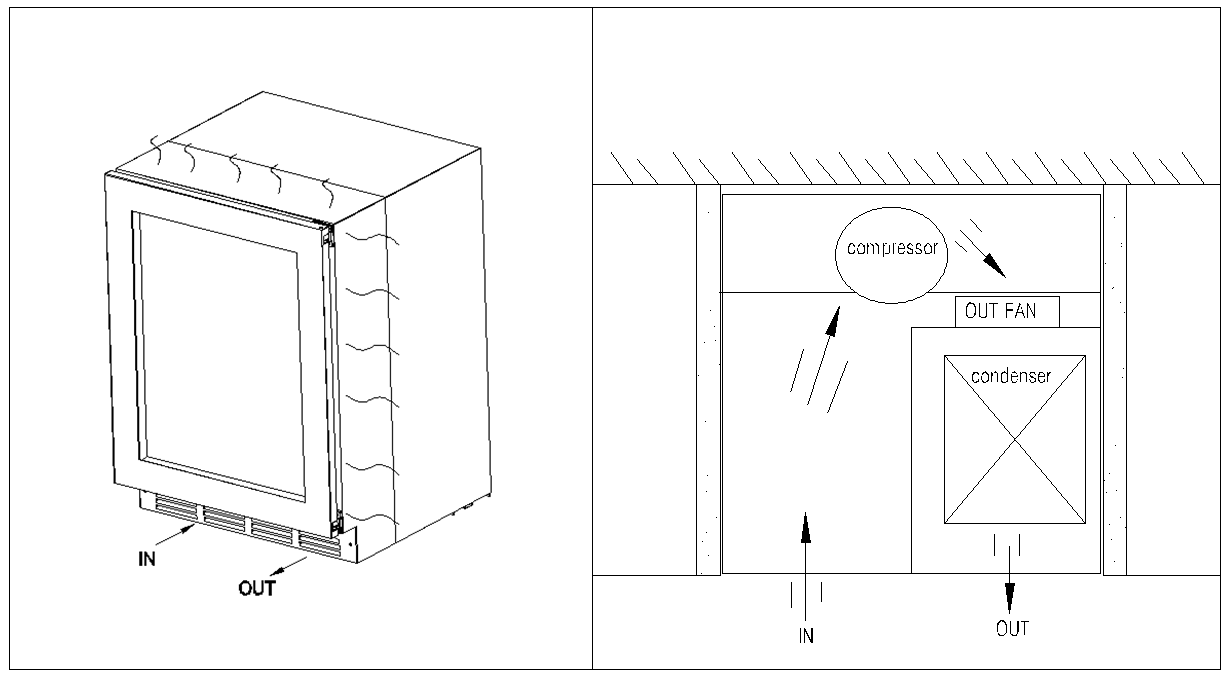 IN
OUT
compressor
OUT FAN
condenser
IN
OUT